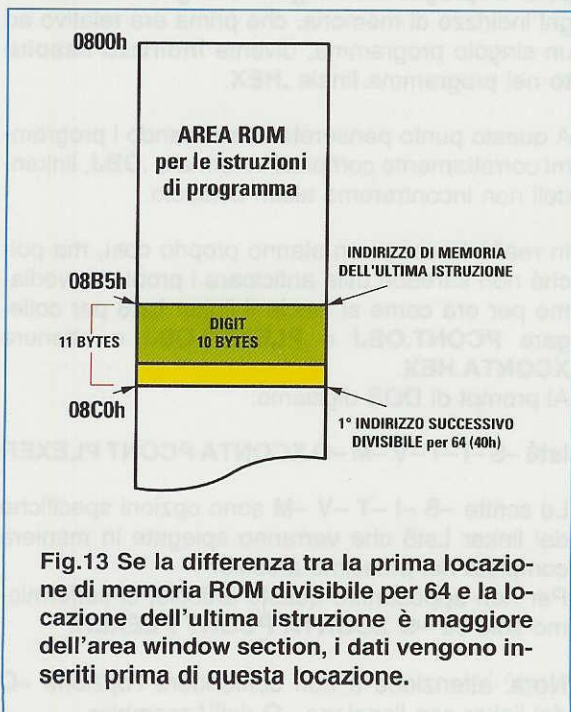 0800h
AREA ROM
per le istruzioni
di programma
INDIRIZZO DI MEMORIA
DELL'ULTIMA ISTRUZIONE
08B5h
DIGIT
10 BYTES
11 BYTES
08C0h
1° INDIRIZZO SUCCESSIVO
DIVISIBILE per 64 (40h)
Fig.13 Se la differenza tra la prima locazio-
ne di memoria ROM divisibile per 64 e la lo-
cazione dell'ultima istruzione è maggiore
dell'area window section, i dati vengono in-
seriti prima di questa locazione.